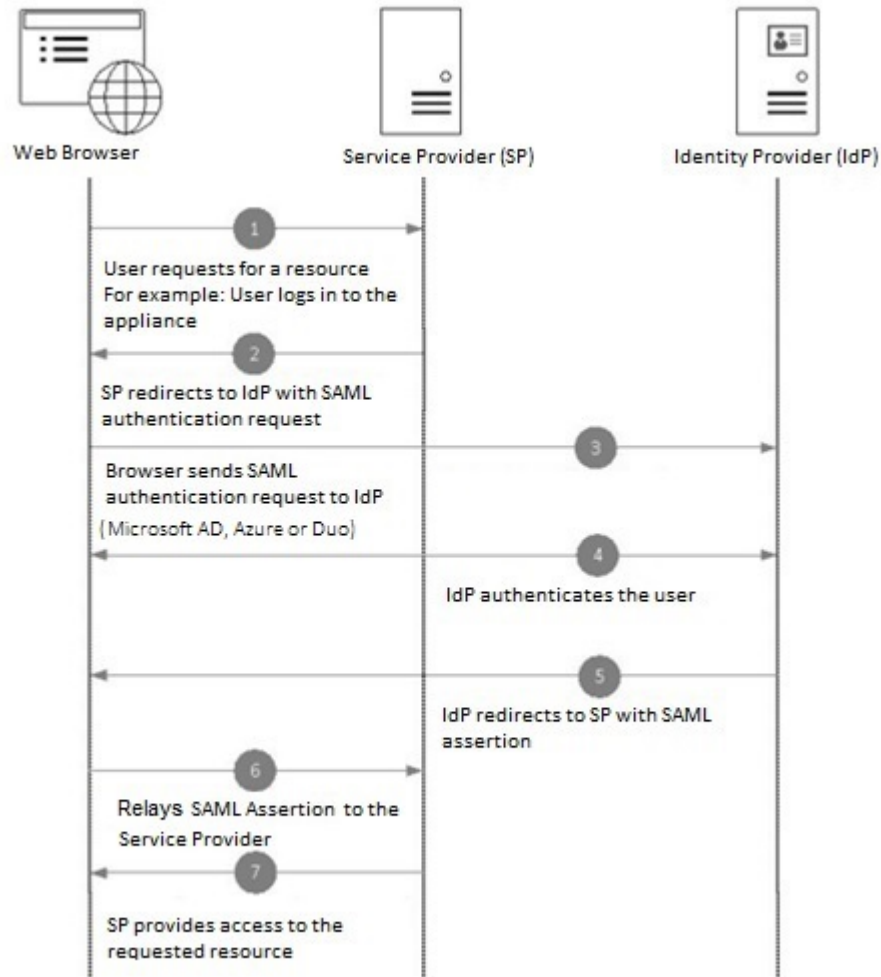 Web Browser
Service Provider (SP)
Identity Provider (IdP)
1
User requests for a resource
For example: User logs in to the
appliance
2
SP redirects to IdP with SAML
authentication request
3
Browser sends SAML
authentication request to IdP
(Microsoft AD, Azure or Duo)
4
IdP authenticates the user
5
IdP redirects to SP with SAML
assertion
6
Relays SAML Assertion to the
Service Provider
7
SP provides access to the
requested resource